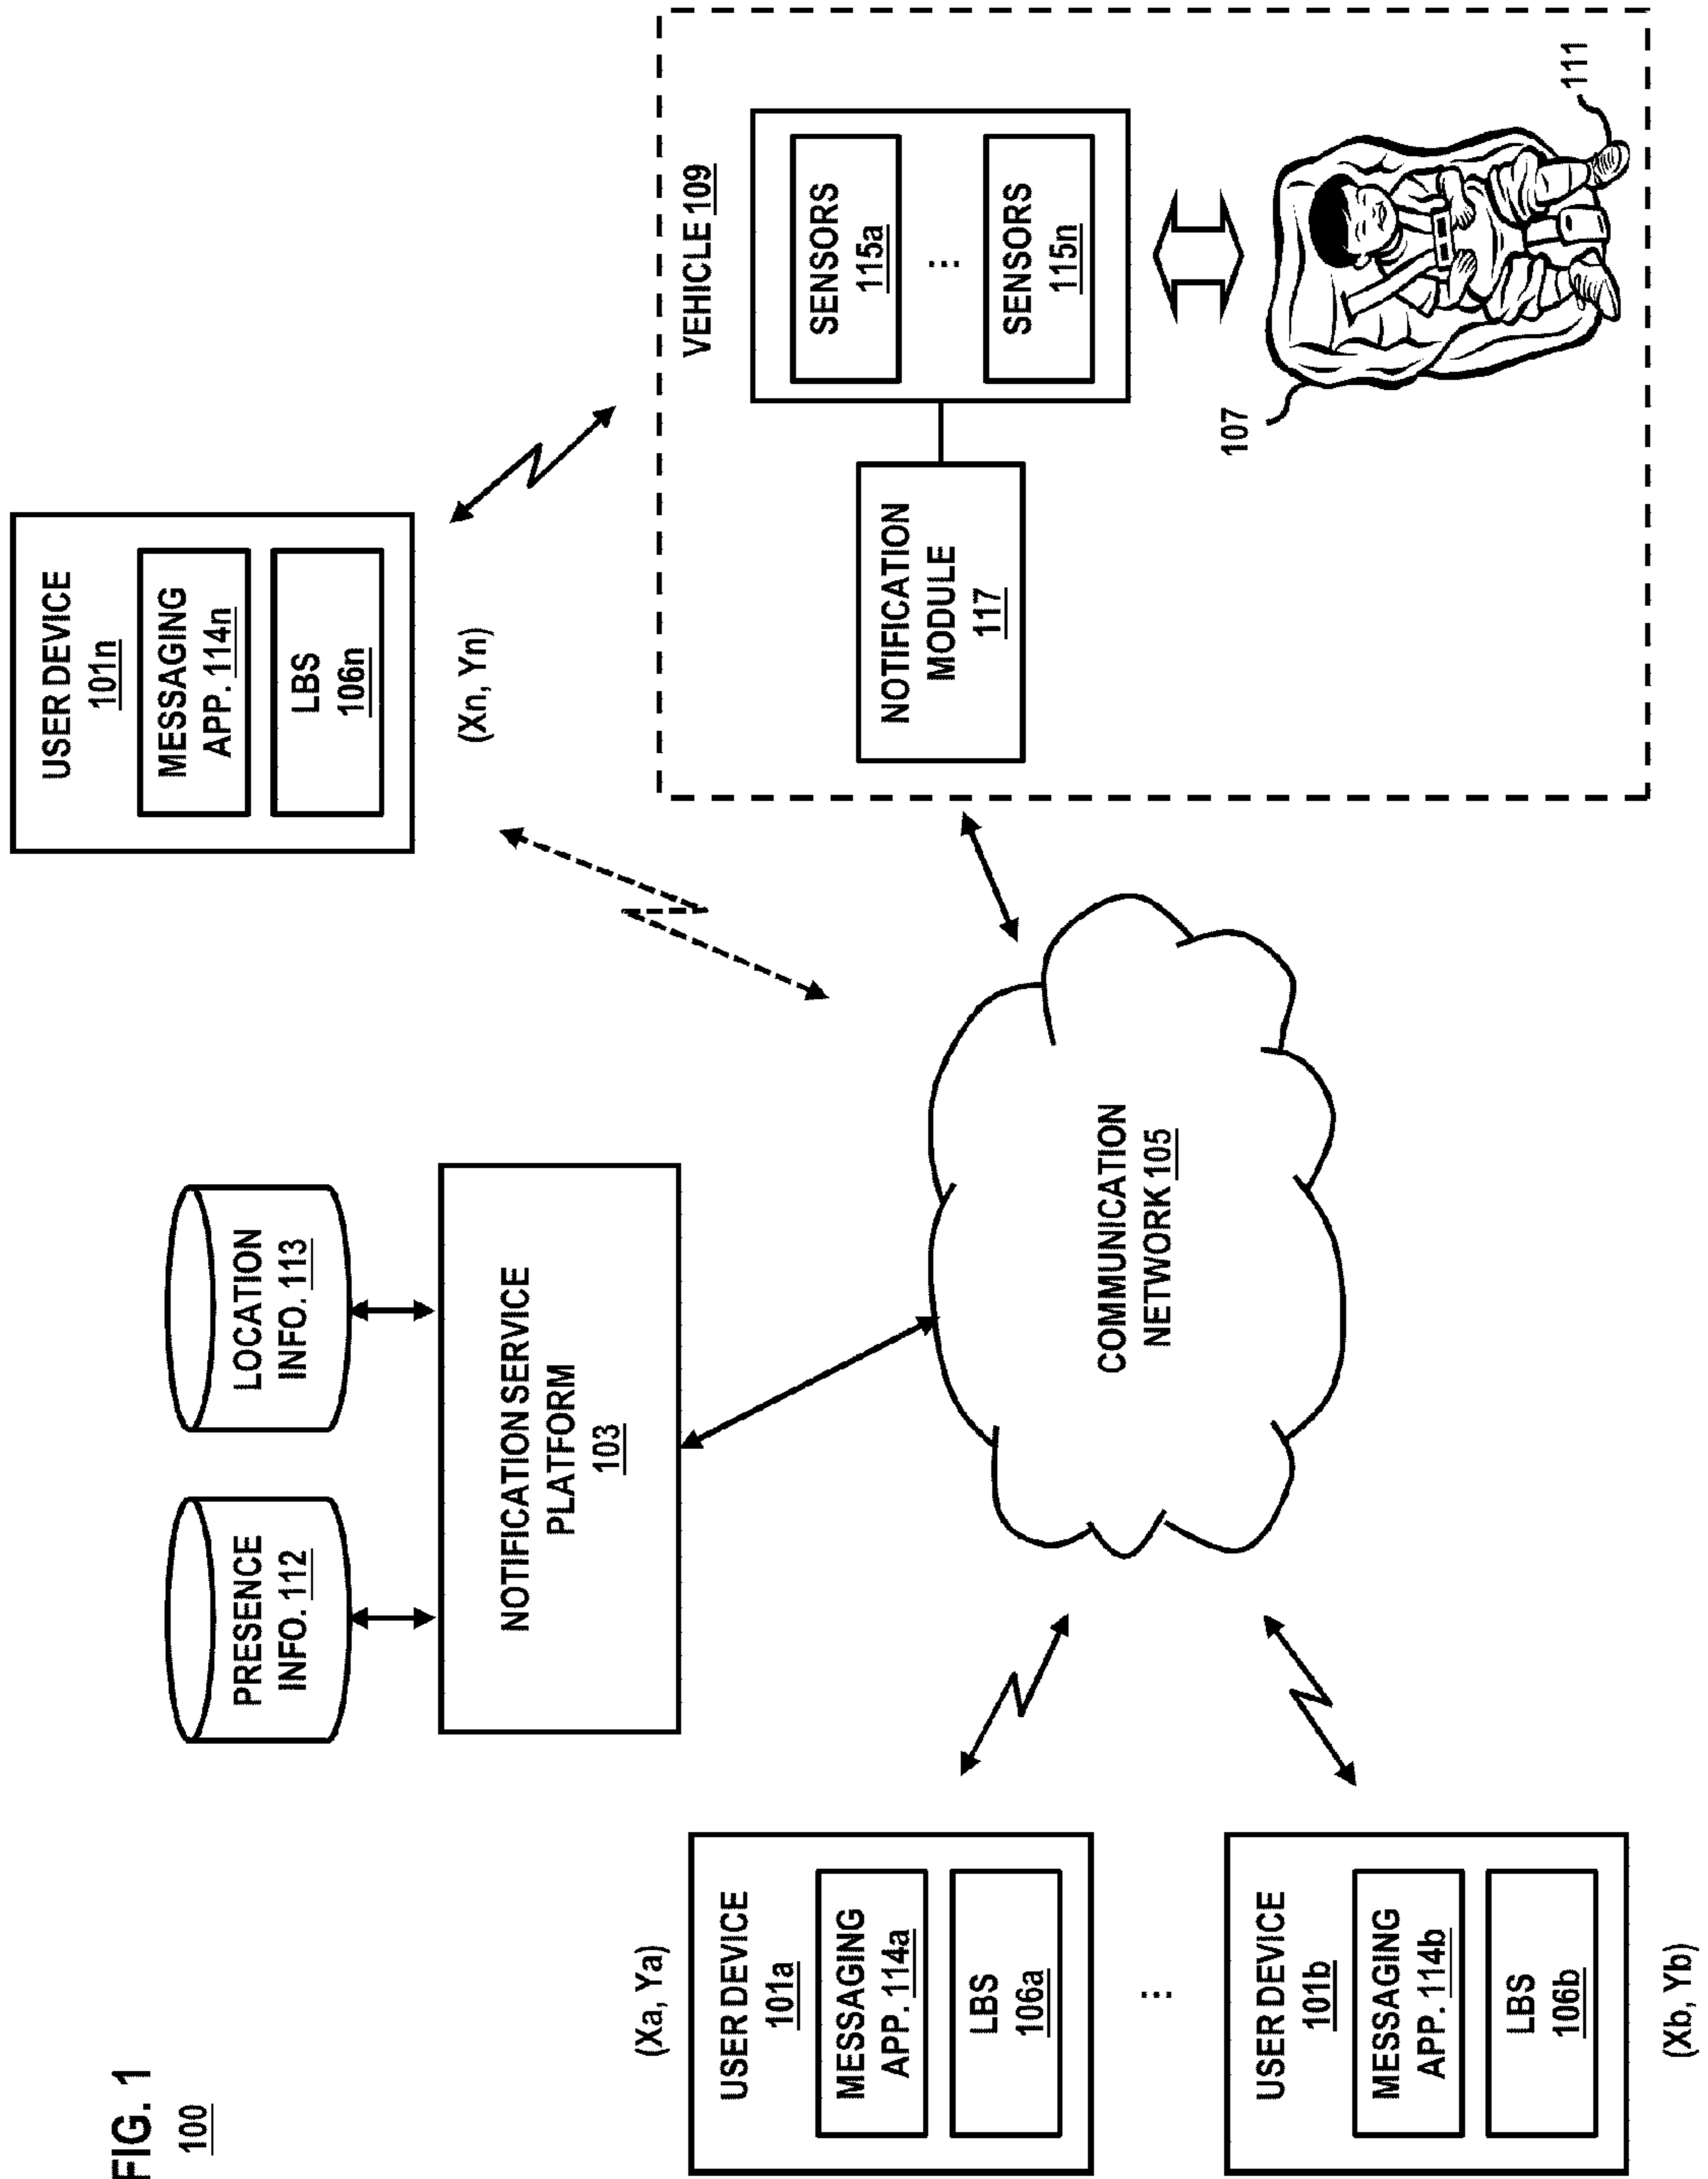 FIG. 1
100
PRESENCE
INFO. 112
LOCATION
INFO. 113
NOTIFICATION SERVICE
PLATFORM
103
USER DEVICE
101n
MESSAGING
APP. 114n
LBS
106n
(Xn, Yn)
(Xa, Ya)
USER DEVICE
101a
MESSAGING
APP. 114a
LBS
106a
...
USER DEVICE
101b
MESSAGING
APP. 114b
LBS
106b
(Xb, Yb)
COMMUNICATION
NETWORK 105
VEHICLE 109
NOTIFICATION
MODULE
117
SENSORS
115a
...
SENSORS
115n
107
111